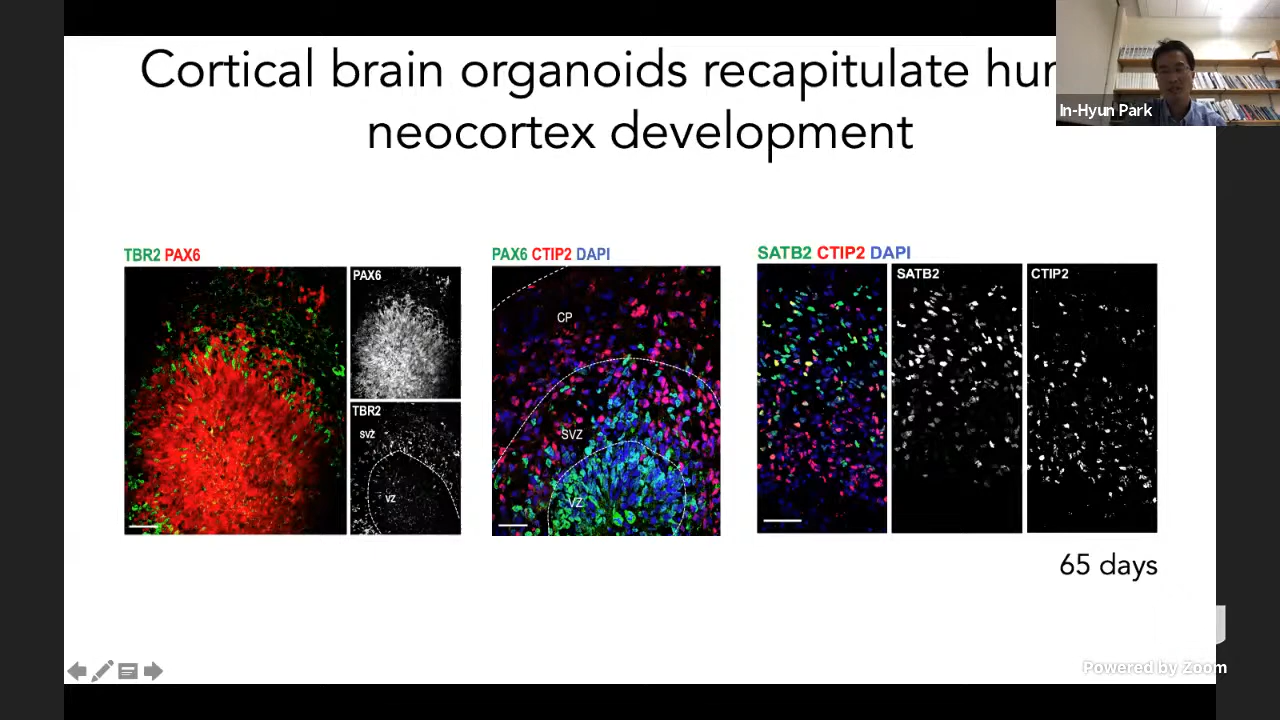 Cortical brain organoids recapitulate hu
neocortex development
In-Hyun Park
TBR2 PAX6
PAX6
TBR2
SVZ
VZ
PAX6 CTIP2 DAPI
CP
SVZ
VZ
SATB2 CTIP2 DAPI
SATB2
CTIP2
65 days
Powered by Zoom